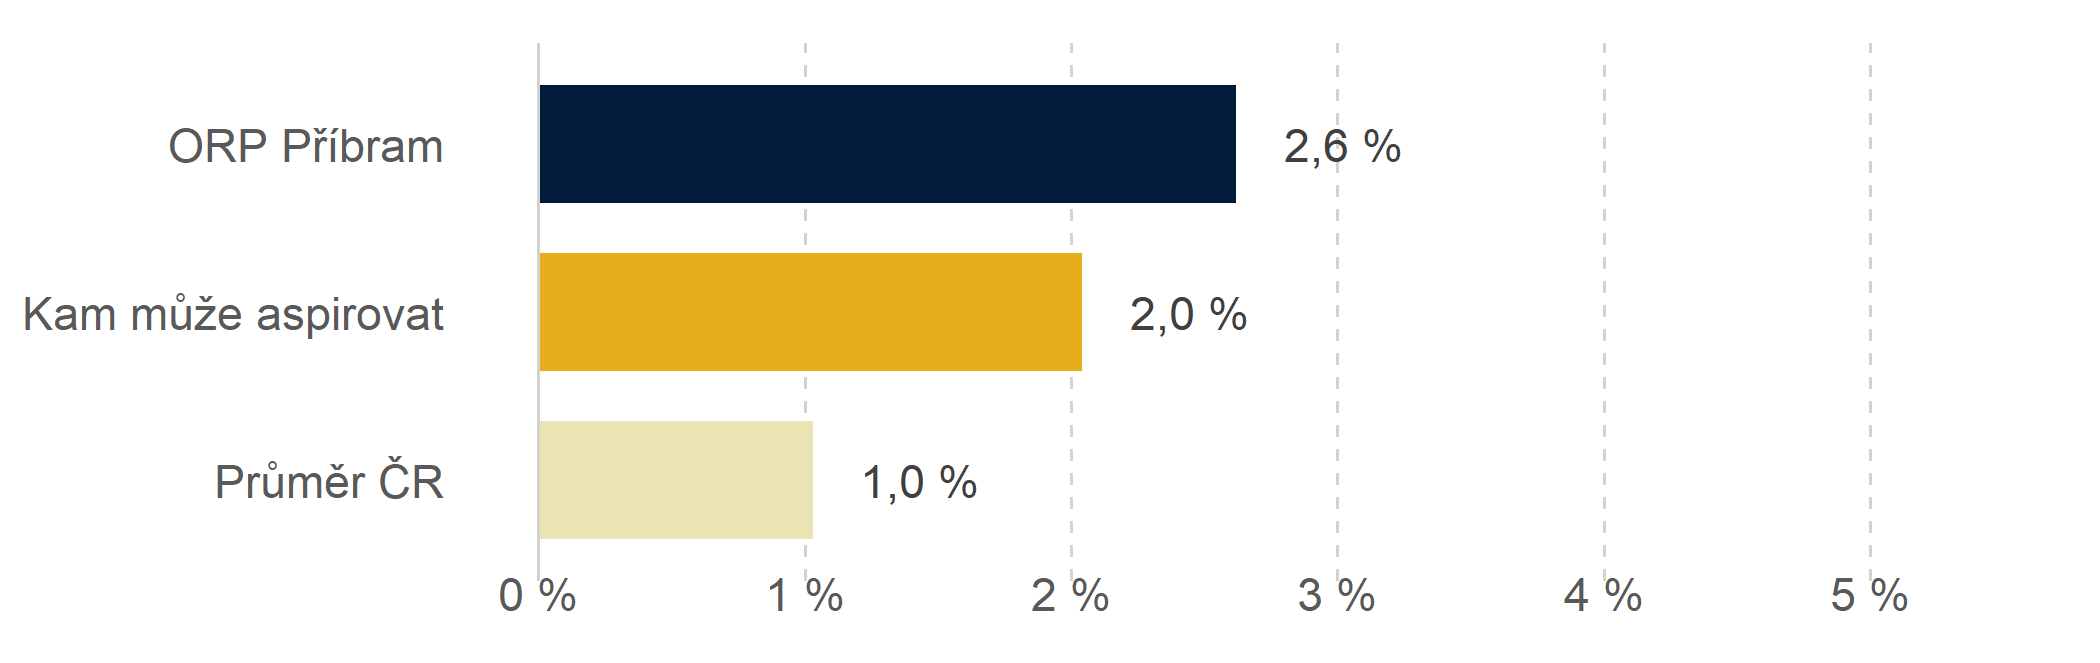 ORP Příbram 2,6 %
Kam může aspirovat 2,0 %
Průměr ČR 1,0 %
0 % 1 % 2 % 3 % 4 % 5 %